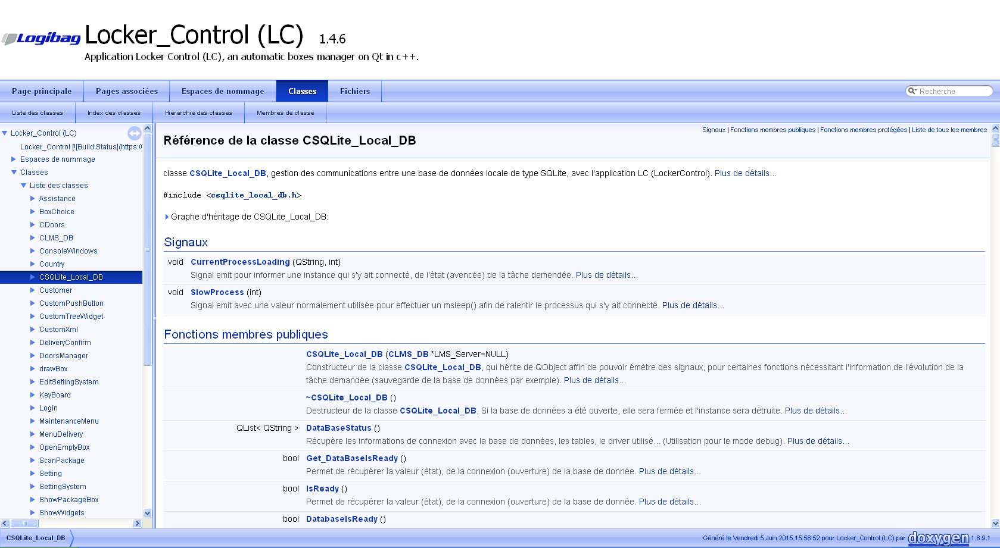 Logibag Locker_Control (LC) 1.4.6
Application Locker Control (LC), an automatic boxes manager on Qt in c++.
Page principale Pages associées Espaces de nommage Classes Fichiers Recherche
Liste des classes Index des classes Hiérarchie des classes Membres de classe
Locker_Control (LC)
Locker_Control [![Build Status](https://
Espaces de nommage
Classes
Liste des classes
Assistance
BoxChoice
CDoors
CLMS_DB
ConsoleWindows
Country
CSQLite_Local_DB
Customer
CustomPushButton
CustomTreeWidget
CustomXml
DeliveryConfirm
DoorsManager
drawBox
EditSettingSystem
KeyBoard
Login
MaintenanceMenu
MenuDelivery
OpenEmptyBox
ScanPackage
Setting
SettingSystem
ShowPackageBox
ShowWidgets
Signaux | Fonctions membres publiques | Fonctions membres protégées | Liste de tous les membres
Référence de la classe CSQLite_Local_DB
classe CSQLite_Local_DB, gestion des communications entre une base de données locale de type SQLite, avec l'application LC (LockerControl). Plus de détails...
#include <csqlite_local_db.h>
Graphe d'héritage de CSQLite_Local_DB:
Signaux
void CurrentProcessLoading (QString, int)
Signal emit pour informer une instance qui s'y ait connecté, de l'état (avencée) de la tâche demendée. Plus de détails...
void SlowProcess (int)
Signal emit avec une valeur normalement utilisée pour effectuer un msleep() afin de ralentir le processus qui s'y ait connecté. Plus de détails...
Fonctions membres publiques
CSQLite_Local_DB (CLMS_DB *LMS_Server=NULL)
Constructeur de la classe CSQLite_Local_DB, qui hérite de QObject affin de pouvoir émètre des signaux, pour certaines fonctions nécessitant l'information de l'évolution de la
tâche demandée (sauvegarde de la base de données par exemple). Plus de détails...
~CSQLite_Local_DB ()
Destructeur de la classe CSQLite_Local_DB, Si la base de données a été ouverte, elle sera fermée et l'instance sera détruite. Plus de détails...
QList< QString > DataBaseStatus ()
Récupère les informations de connexion avec la base de données, les tables, le driver utilisé... (Utilisation pour le mode debug). Plus de détails...
bool Get_DataBaseIsReady ()
Permet de récupérer la valeur (état), de la connexion (ouverture) de la base de donnée. Plus de détails...
bool IsReady ()
Permet de récupérer la valeur (état), de la connexion (ouverture) de la base de donnée. Plus de détails...
bool DatabaseIsReady ()
CSQLite_Local_DB
Généré le Vendredi 5 Juin 2015 15:58:52 pour Locker_Control (LC) par doxygen 1.8.9.1